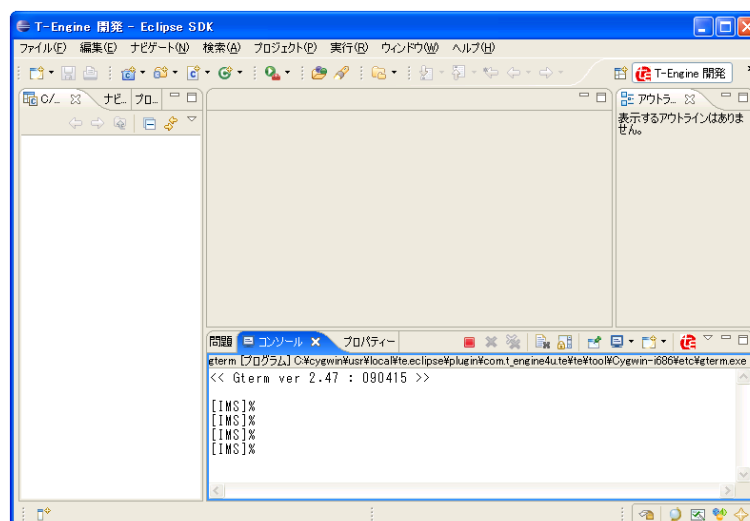 T-Engine 開発 - Eclipse SDK
ファイル(F) 編集(E) ナビゲート(N) 検索(A) プロジェクト(P) 実行(R) ウィンドウ(W) ヘルプ(H)
T-Engine 開発
C/... ナビ... プロ...
アウトラ...
表示するアウトラインはありません。
問題 コンソール プロパティー
gterm [プログラム] C:¥cygwin¥usr¥local¥te.eclipse¥plugin¥com.t_engine4u.te¥te¥tool¥Cygwin-i686¥etc¥gterm.exe
<< Gterm ver 2.47 : 090415 >>
[IMS]%
[IMS]%
[IMS]%
[IMS]%